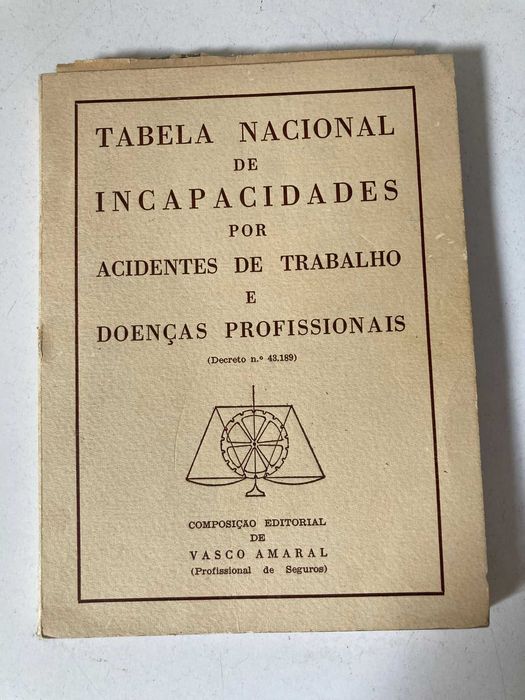 TABELA NACIONAL
DE
INCAPACIDADES
POR
ACIDENTES DE TRABALHO
E
DOENÇAS PROFISSIONAIS
(Decreto n.º 43.189)
COMPOSIÇÃO EDITORIAL
DE
VASCO AMARAL
(Profissional de Seguros)